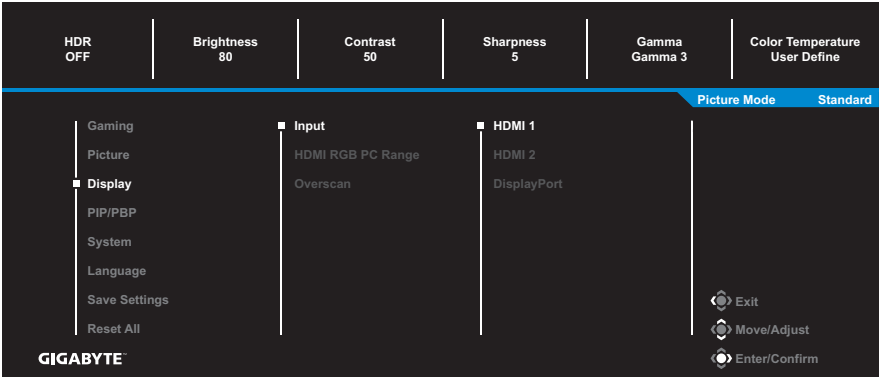 HDR
OFF
Brightness
80
Contrast
50
Sharpness
5
Gamma
Gamma 3
Color Temperature
User Define
Picture Mode Standard
Gaming
Picture
Display
PIP/PBP
System
Language
Save Settings
Reset All
Input
HDMI RGB PC Range
Overscan
HDMI 1
HDMI 2
DisplayPort
Exit
Move/Adjust
Enter/Confirm
GIGABYTE™